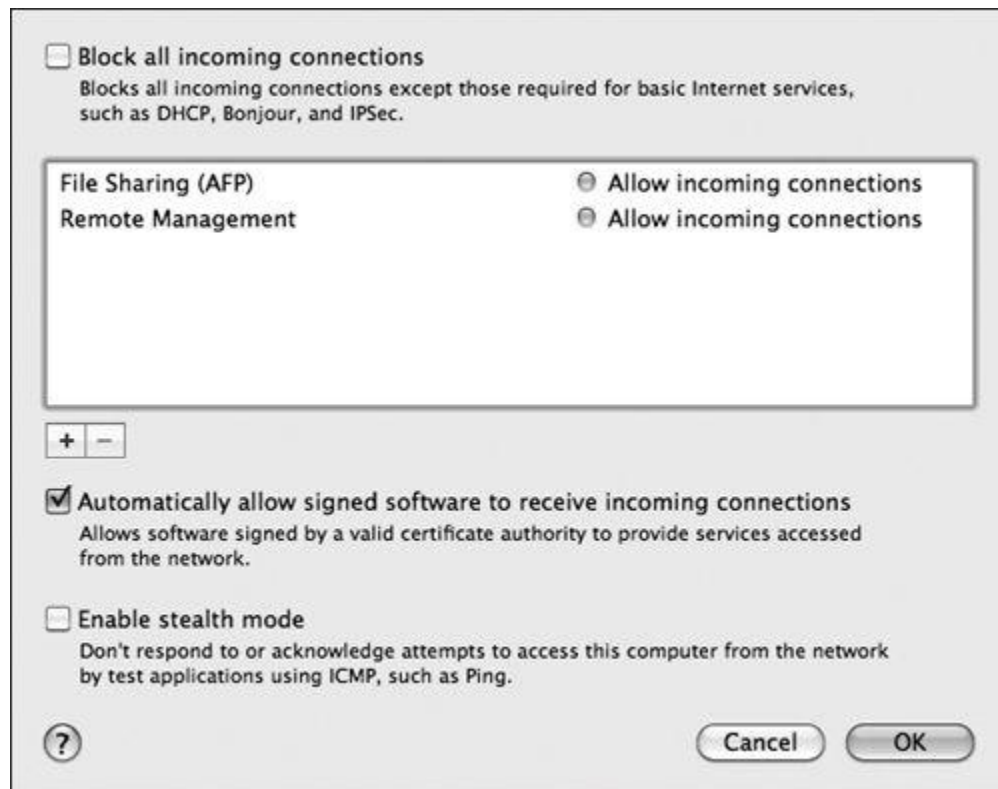 Block all incoming connections
Blocks all incoming connections except those required for basic Internet services,
such as DHCP, Bonjour, and IPSec.
File Sharing (AFP) Allow incoming connections
Remote Management Allow incoming connections
+ −
Automatically allow signed software to receive incoming connections
Allows software signed by a valid certificate authority to provide services accessed
from the network.
Enable stealth mode
Don't respond to or acknowledge attempts to access this computer from the network
by test applications using ICMP, such as Ping.
? Cancel OK